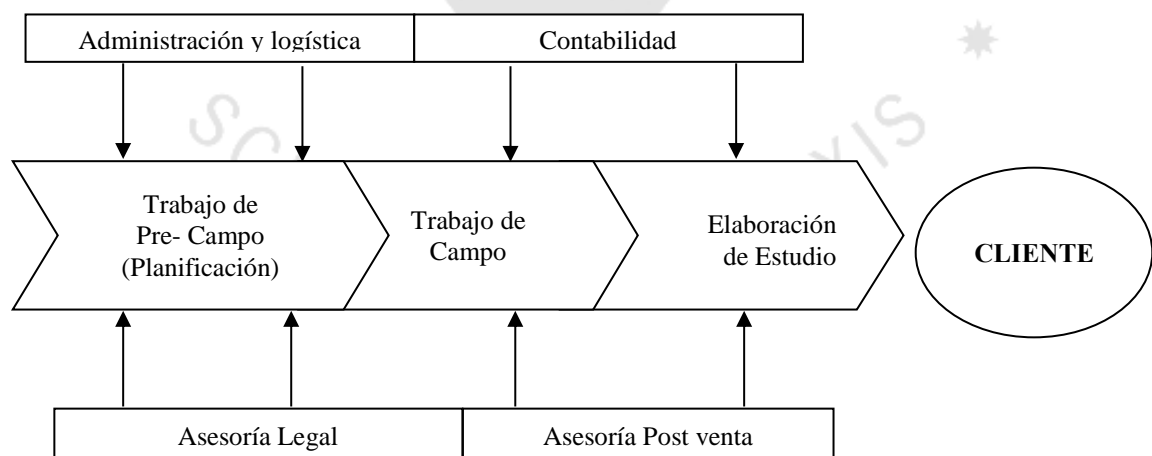 Administración y logística
Contabilidad
Trabajo de
Pre- Campo
(Planificación)
Trabajo de
Campo
Elaboración
de Estudio
CLIENTE
Asesoría Legal
Asesoría Post venta